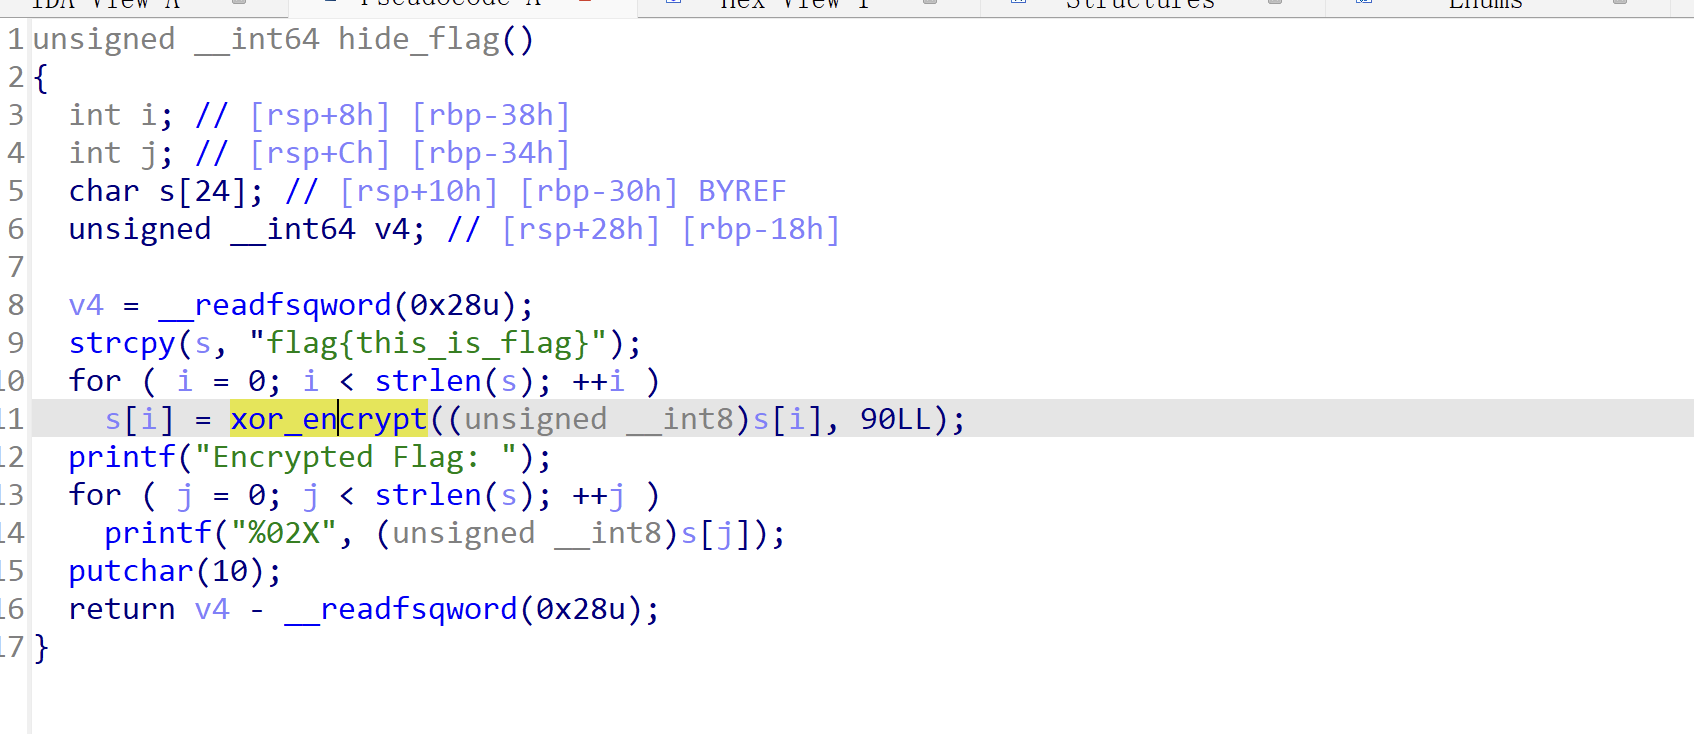 IDA View A Pseudocode A Hex View 1 Structures Enums
1 unsigned __int64 hide_flag()
2 {
3   int i; // [rsp+8h] [rbp-38h]
4   int j; // [rsp+Ch] [rbp-34h]
5   char s[24]; // [rsp+10h] [rbp-30h] BYREF
6   unsigned __int64 v4; // [rsp+28h] [rbp-18h]
7
8   v4 = __readfsqword(0x28u);
9   strcpy(s, "flag{this_is_flag}");
10   for ( i = 0; i < strlen(s); ++i )
11     s[i] = xor_encrypt((unsigned __int8)s[i], 90LL);
12   printf("Encrypted Flag: ");
13   for ( j = 0; j < strlen(s); ++j )
14     printf("%02X", (unsigned __int8)s[j]);
15   putchar(10);
16   return v4 - __readfsqword(0x28u);
17 }